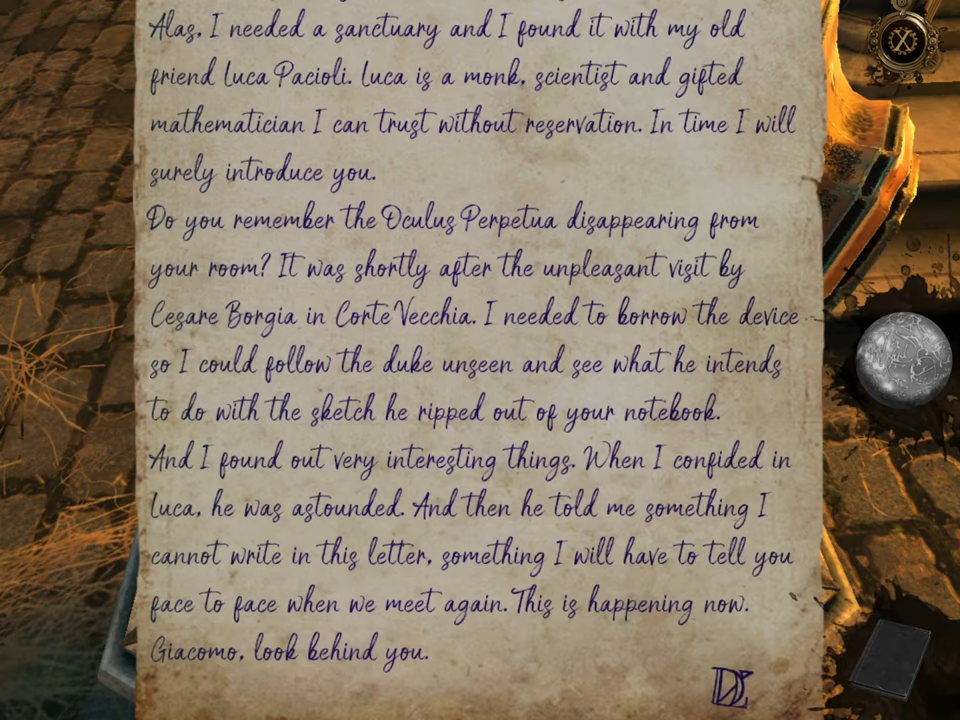 Alas, I needed a sanctuary and I found it with my old
friend Luca Pacioli. Luca is a monk, scientist and gifted
mathematician I can trust without reservation. In time I will
surely introduce you.
Do you remember the Oculus Perpetua disappearing from
your room? It was shortly after the unpleasant visit by
Cesare Borgia in Corte Vecchia. I needed to borrow the device
so I could follow the duke unseen and see what he intends
to do with the sketch he ripped out of your notebook.
And I found out very interesting things. When I confided in
Luca, he was astounded. And then he told me something I
cannot write in this letter, something I will have to tell you
face to face when we meet again. This is happening now.
Giacomo, look behind you.